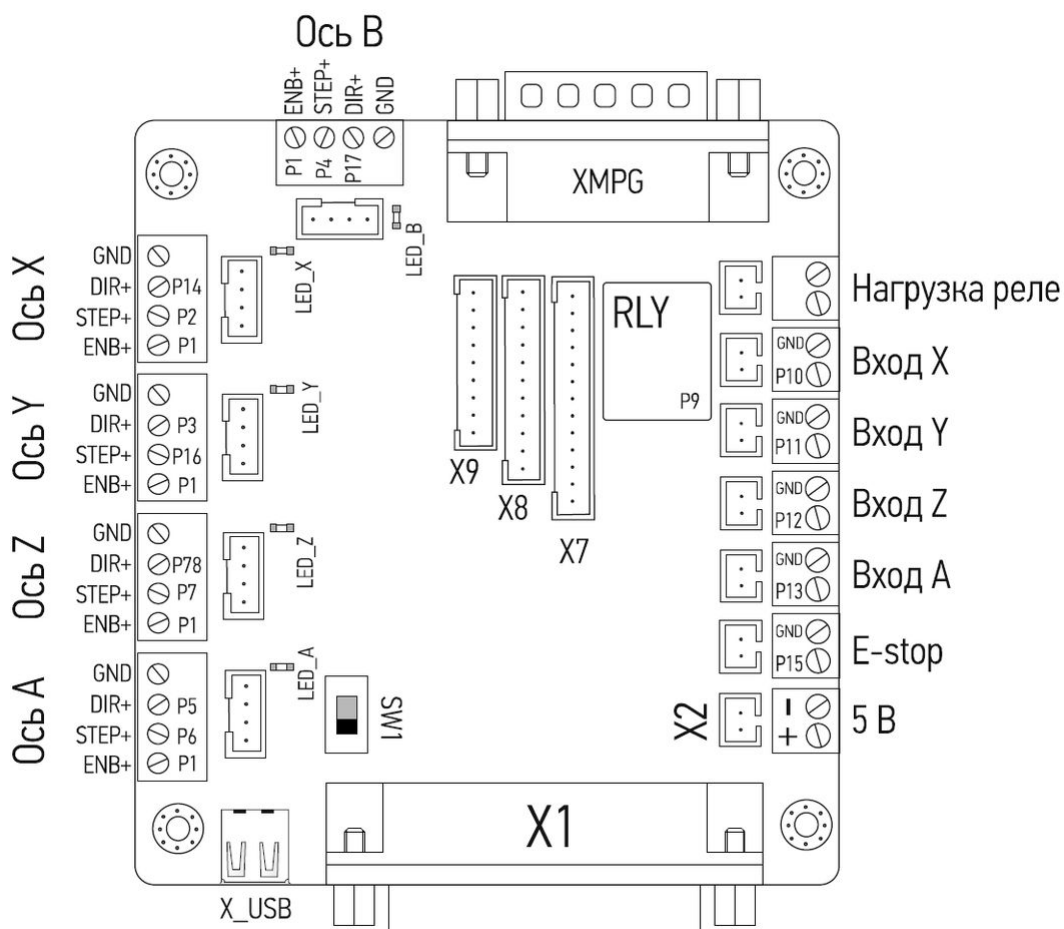 Ось B
ENB+ STEP+ DIR+ GND
P1 P4 P17
XMPG
LED_B
Ось X
GND
DIR+ P14
STEP+ P2
ENB+ P1
LED_X
Ось Y
GND
DIR+ P3
STEP+ P16
ENB+ P1
LED_Y
Ось Z
GND
DIR+ P78
STEP+ P7
ENB+ P1
LED_Z
Ось A
GND
DIR+ P5
STEP+ P6
ENB+ P1
LED_A
SW1
X9
X8
X7
RLY
P9
Нагрузка реле
GND
P10
Вход X
GND
P11
Вход Y
GND
P12
Вход Z
GND
P13
Вход A
GND
P15
E-stop
X2
-
+
5 В
X1
X_USB